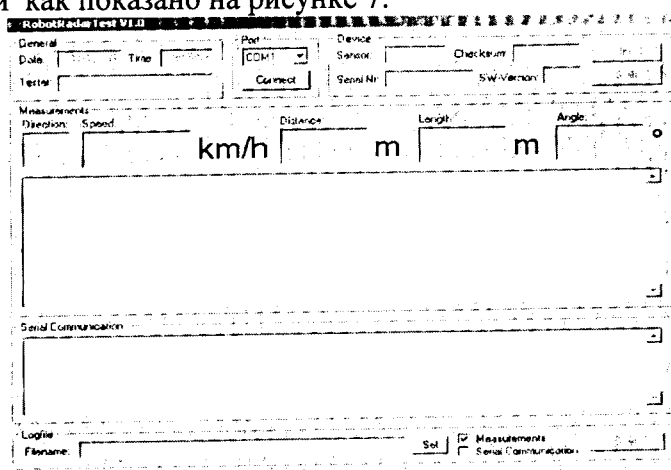 как показано на рисунке 7.
RobotRadarTest V1.0
General
Port
Device
Date:
Time
COM1
Sensor:
Checksum:
Tester:
Connect
Serial Nr.:
SW-Version:
Measurements
Direction:
Speed:
Distance:
Length:
Angle:
km/h
m
m
°
Serial Communication
Logfile
Filename:
Set
Measurements
Serial Communication